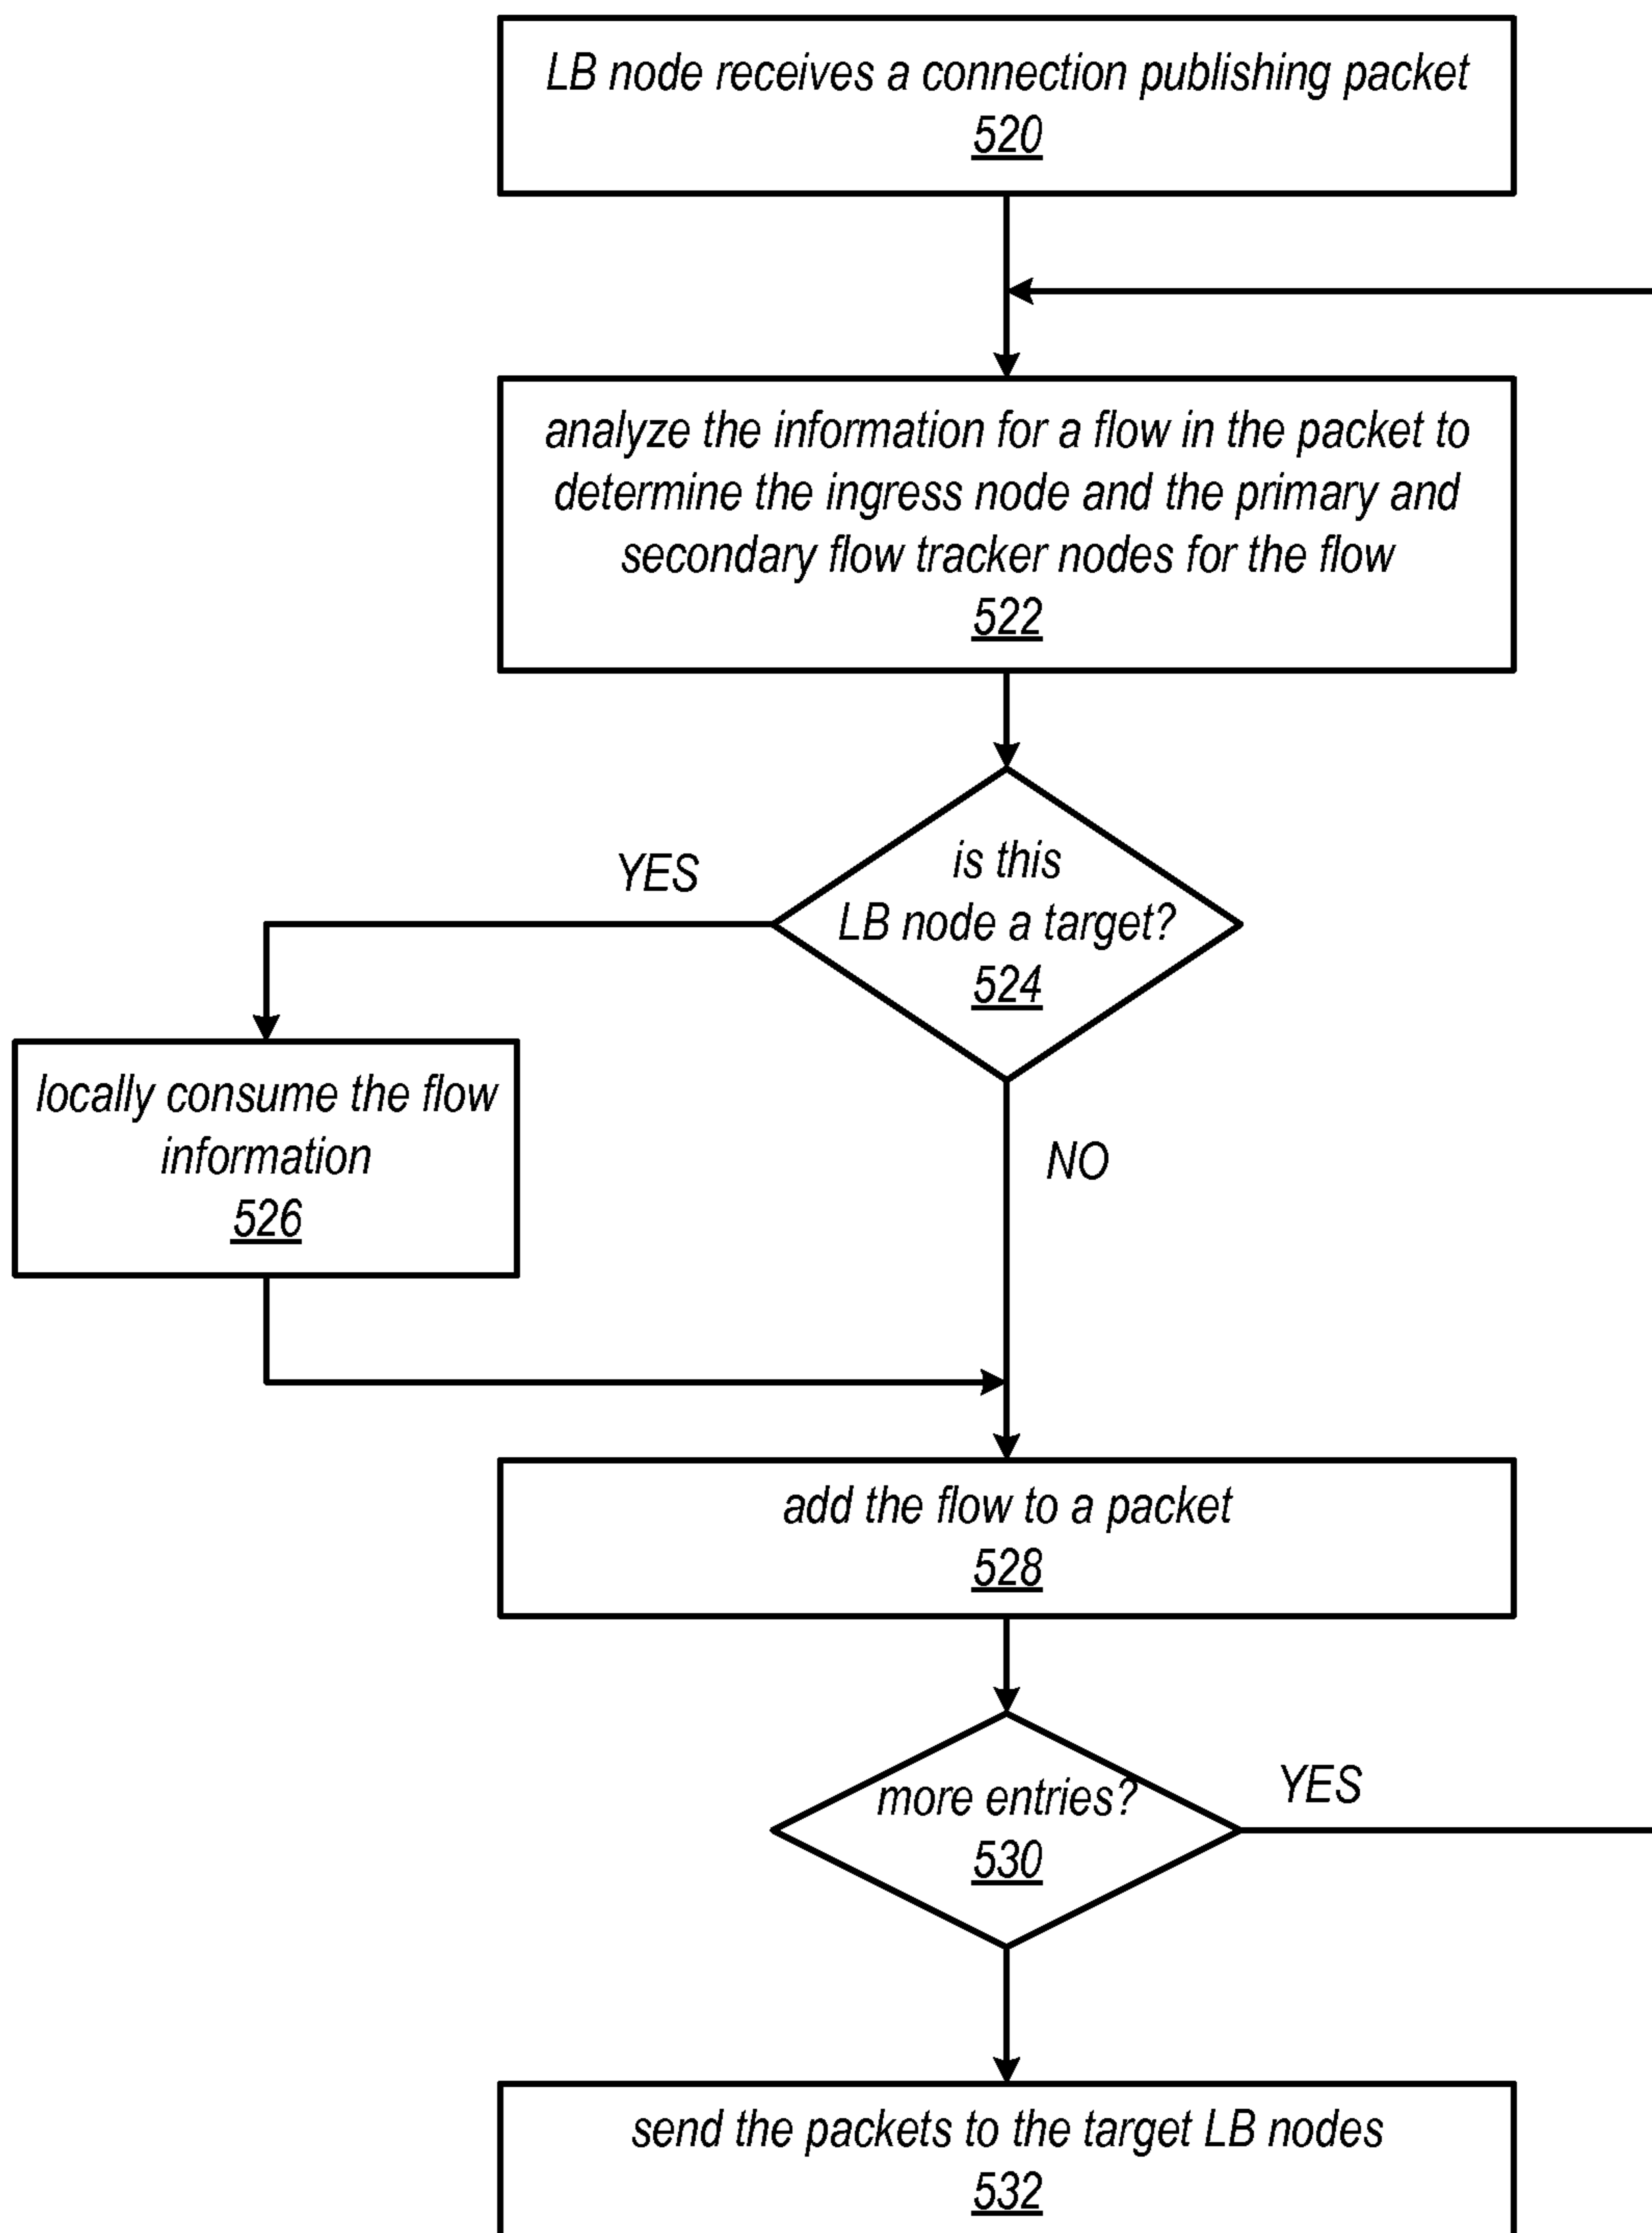 LB node receives a connection publishing packet
520
analyze the information for a flow in the packet to
determine the ingress node and the primary and
secondary flow tracker nodes for the flow
522
is this
LB node a target?
524
YES
locally consume the flow
information
526
NO
add the flow to a packet
528
more entries?
530
YES
send the packets to the target LB nodes
532